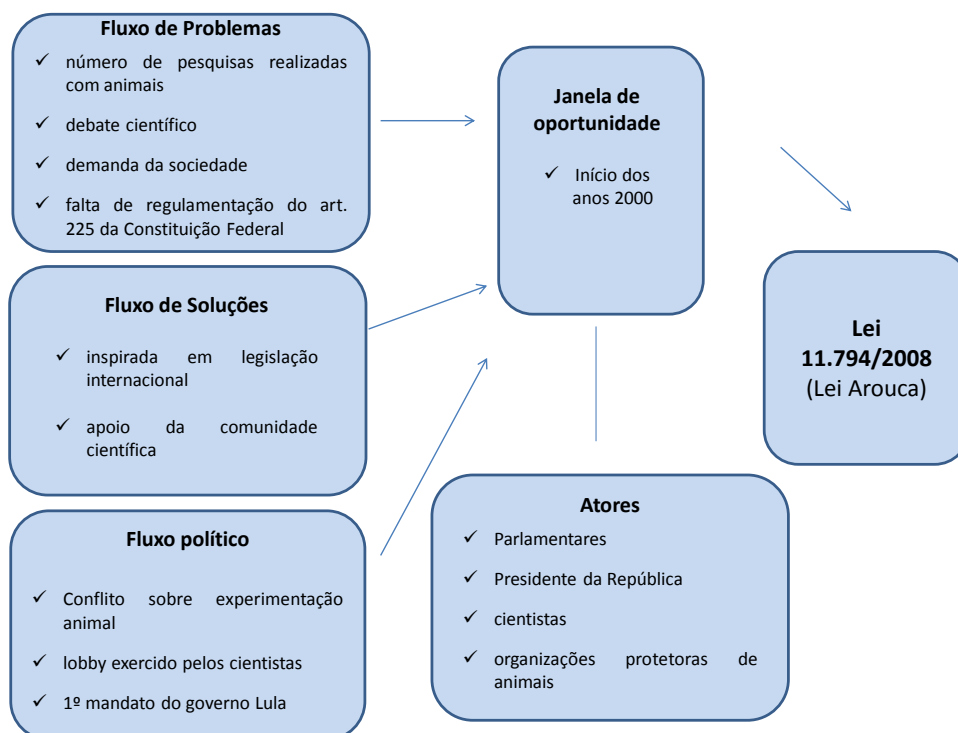 Fluxo de Problemas
✓ número de pesquisas realizadas
com animais
✓ debate científico
✓ demanda da sociedade
✓ falta de regulamentação do art.
225 da Constituição Federal
Janela de
oportunidade
✓ Início dos
anos 2000
Fluxo de Soluções
✓ inspirada em legislação
internacional
✓ apoio da comunidade
científica
Lei
11.794/2008
(Lei Arouca)
Fluxo político
✓ Conflito sobre experimentação
animal
✓ lobby exercido pelos cientistas
✓ 1º mandato do governo Lula
Atores
✓ Parlamentares
✓ Presidente da República
✓ cientistas
✓ organizações protetoras de
animais